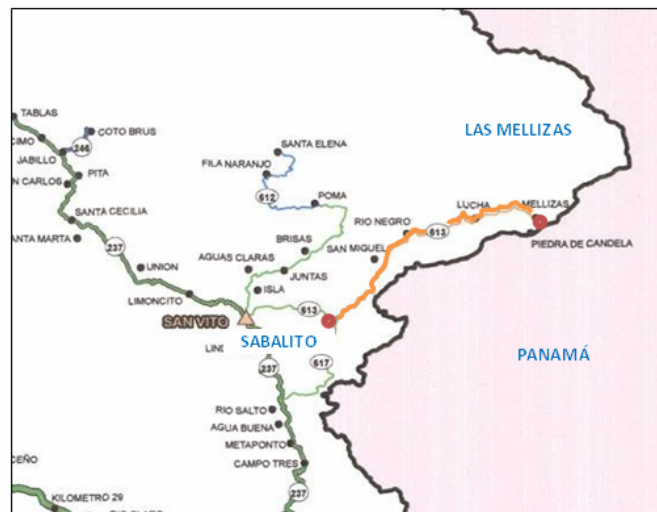 TABLAS
COTO BRUS
CIMO
246
JABILLO
PITA
N CARLOS
SANTA CECILIA
ANTA MARTA
237
UNION
LIMONCITO
SAN VITO
SANTA ELENA
FILA NARANJO
612
POMA
BRISAS
AGUAS CLARAS
JUNTAS
ISLA
613
LAS MELLIZAS
LUCHA
MELLIZAS
RIO NEGRO
613
SAN MIGUEL
PIEDRA DE CANDELA
SABALITO
PANAMÁ
237
617
RIO SALTO
AGUA BUENA
METAPONTO
CAMPO TRES
237
CEÑO
KILOMETRO 29